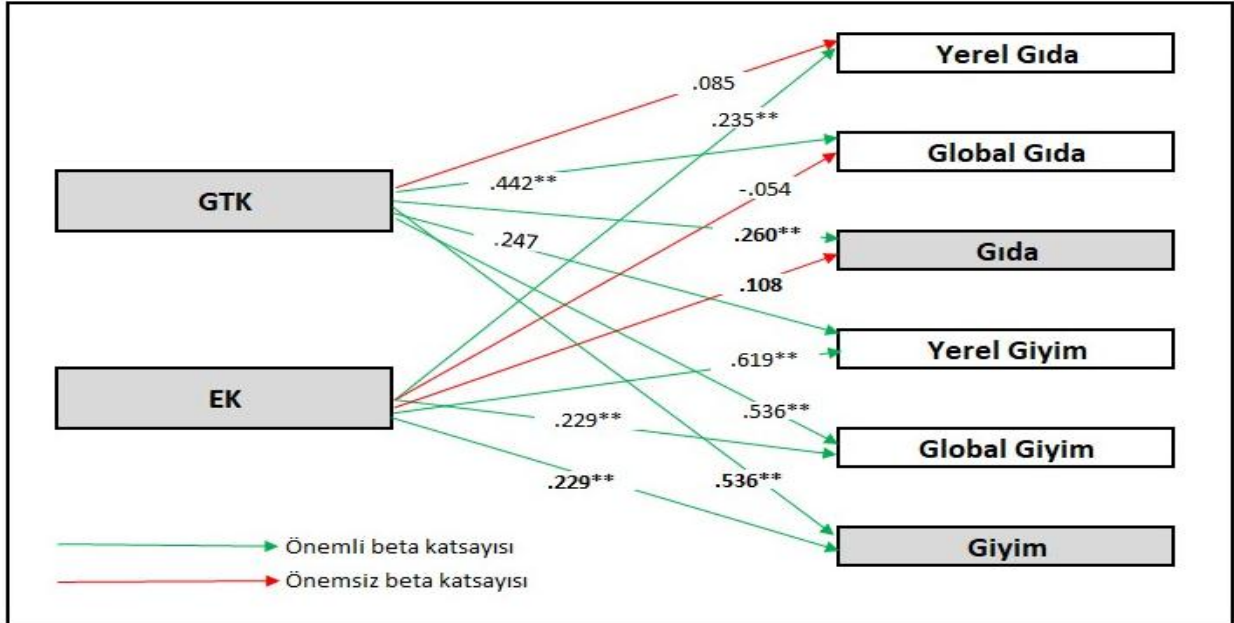 Yerel Gıda
.085
.235**
Global Gıda
.442**
-.054
GTK
.260**
Gıda
.247
.108
Yerel Giyim
.619**
EK
.536**
.229**
Global Giyim
.229**
.536**
Giyim
Önemli beta katsayısı
Önemsiz beta katsayısı